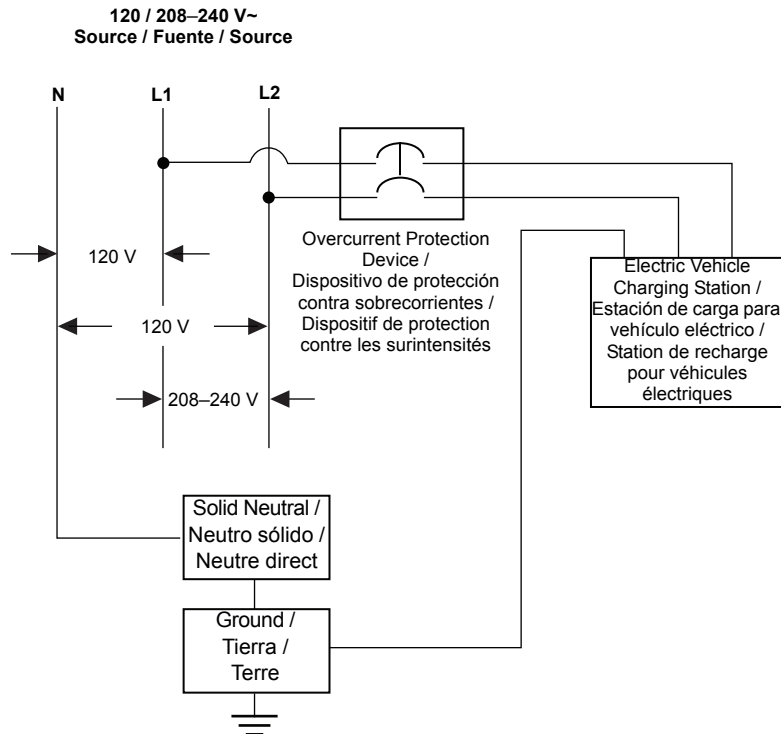 120 / 208–240 V~
Source / Fuente / Source
N
L1
L2
120 V
120 V
208–240 V
Overcurrent Protection
Device /
Dispositivo de protección
contra sobrecorrientes /
Dispositif de protection
contre les surintensités
Electric Vehicle
Charging Station /
Estación de carga para
vehículo eléctrico /
Station de recharge
pour véhicules
électriques
Solid Neutral /
Neutro sólido /
Neutre direct
Ground /
Tierra /
Terre